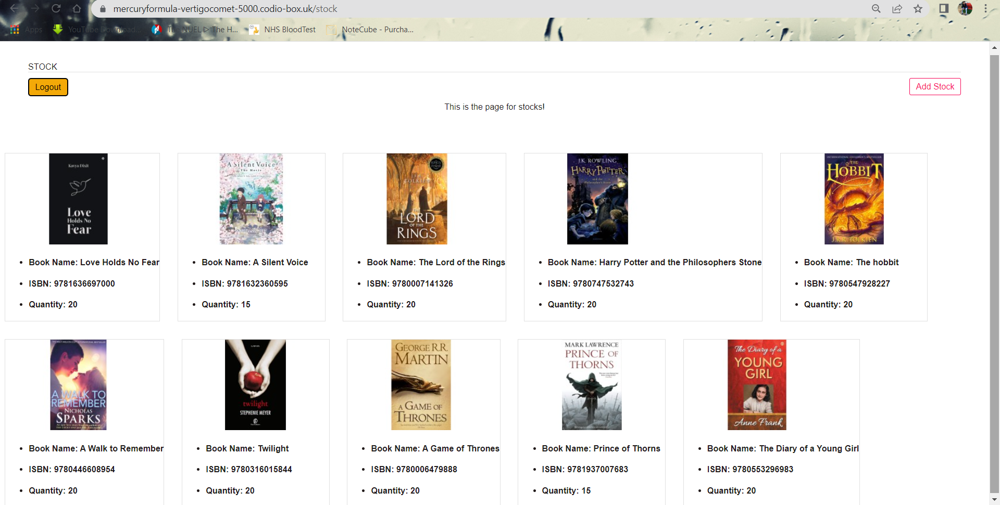 mercuryformula-vertigocomet-5000.codio-box.uk/stock
Apps YouTube Download... The NUEL ▷ The H... NHS BloodTest NoteCube - Purcha...
STOCK
Logout
Add Stock
This is the page for stocks!
Kavya Dixit
Love
Holds No
Fear
A Silent Voice
The Movie
TOLKIEN
THE
LORD
OF THE
RINGS
J.K. ROWLING
HARRY POTTER
and the
Philosopher's Stone
INTERNATIONAL CHILDREN'S BESTSELLER
THE
HOBBIT
J.R.R. TOLKIEN
• Book Name: Love Holds No Fear
• ISBN: 9781636697000
• Quantity: 20
• Book Name: A Silent Voice
• ISBN: 9781632360595
• Quantity: 15
• Book Name: The Lord of the Rings
• ISBN: 9780007141326
• Quantity: 20
• Book Name: Harry Potter and the Philosophers Stone
• ISBN: 9780747532743
• Quantity: 20
• Book Name: The hobbit
• ISBN: 9780547928227
• Quantity: 20
A WALK TO
REMEMBER
NICHOLAS
SPARKS
twilight
STEPHENIE MEYER
GEORGE R.R.
MARTIN
A GAME OF
THRONES
MARK LAWRENCE
PRINCE OF
THORNS
The Diary of a
YOUNG
GIRL
Anne Frank
• Book Name: A Walk to Remember
• ISBN: 9780446608954
• Quantity: 20
• Book Name: Twilight
• ISBN: 9780316015844
• Quantity: 20
• Book Name: A Game of Thrones
• ISBN: 9780006479888
• Quantity: 20
• Book Name: Prince of Thorns
• ISBN: 9781937007683
• Quantity: 15
• Book Name: The Diary of a Young Girl
• ISBN: 9780553296983
• Quantity: 20